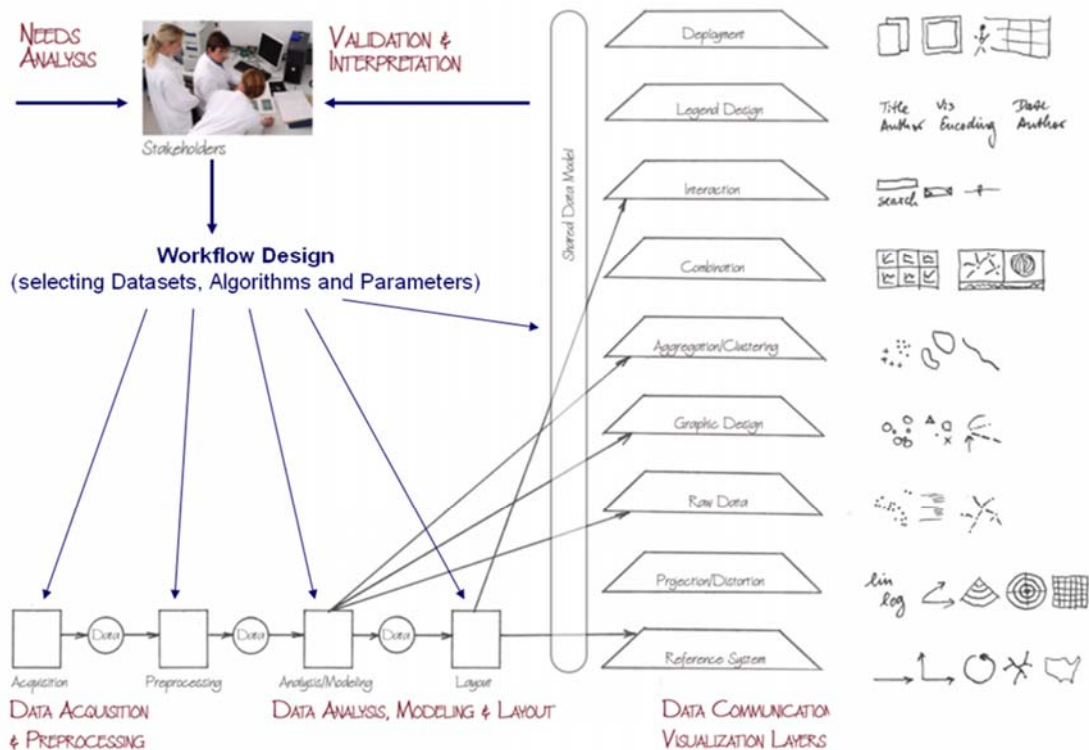 NEEDS
ANALYSIS
VALIDATION &
INTERPRETATION
Stakeholders
Workflow Design
(selecting Datasets, Algorithms and Parameters)
Shared Data Model
Deployment
Legend Design
Interaction
Combination
Aggregation/Clustering
Graphic Design
Raw Data
Projection/Distortion
Reference System
Title Vis Date
Author Encoding Author
search
lin
log
Data
Data
Data
Acquisition
Preprocessing
Analysis/Modeling
Layout
DATA ACQUISITION
& PREPROCESSING
DATA ANALYSIS, MODELING & LAYOUT
DATA COMMUNICATION
VISUALIZATION LAYERS